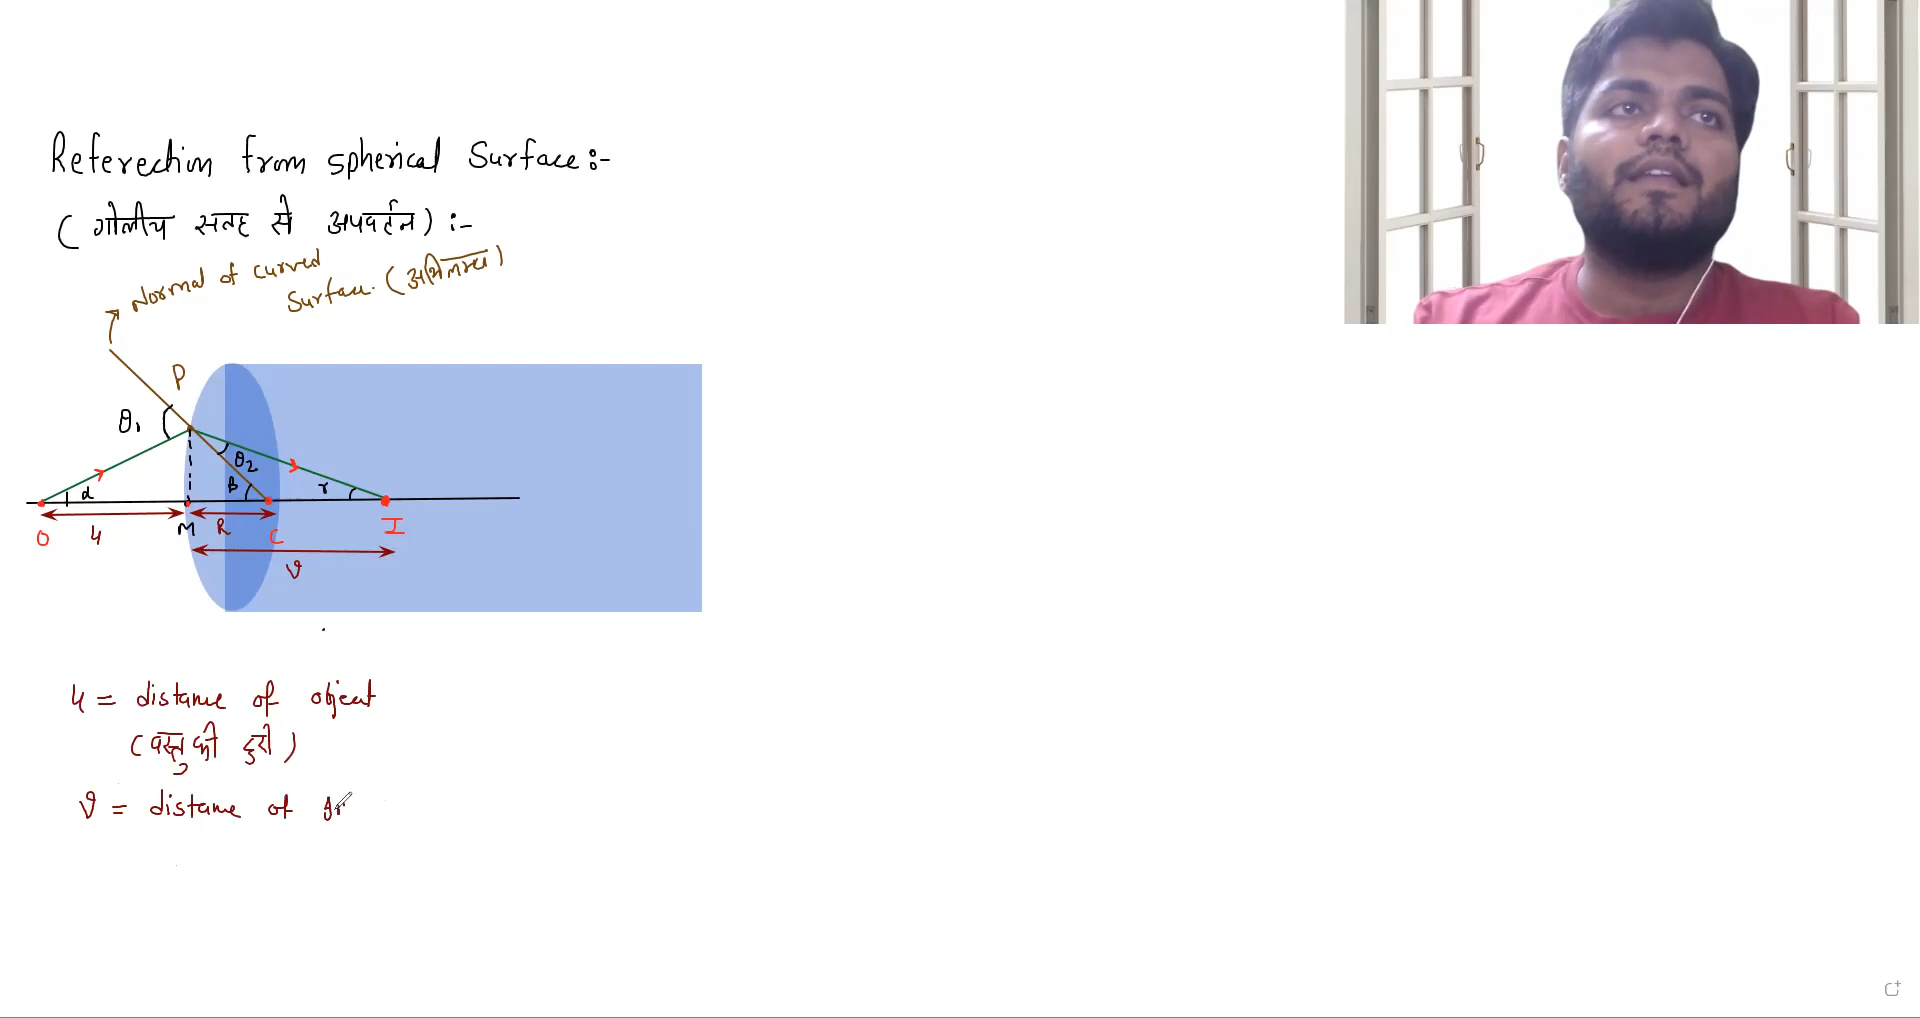 Referection from spherical Surface:-
( गोलीय सतह से अपवर्तन) :-
Normal of curved
Surface. (अभिलम्ब)
P
θ₁
θ₂
α
β
r
O
u
M
R
C
I
v
u = distance of object
(वस्तु की दुरी)
v = distance of